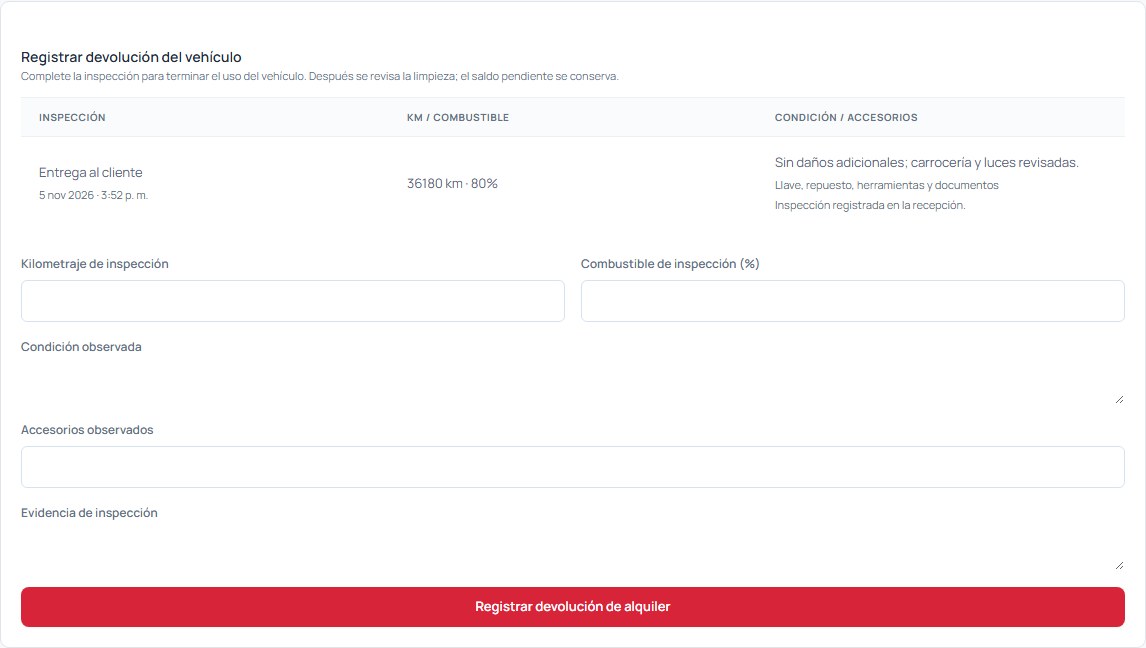 Registrar devolución del vehículo
Complete la inspección para terminar el uso del vehículo. Después se revisa la limpieza; el saldo pendiente se conserva.
INSPECCIÓN KM / COMBUSTIBLE CONDICIÓN / ACCESORIOS
Entrega al cliente
5 nov 2026 · 3:52 p. m.
36180 km · 80%
Sin daños adicionales; carrocería y luces revisadas.
Llave, repuesto, herramientas y documentos
Inspección registrada en la recepción.
Kilometraje de inspección Combustible de inspección (%)
Condición observada
Accesorios observados
Evidencia de inspección
Registrar devolución de alquiler